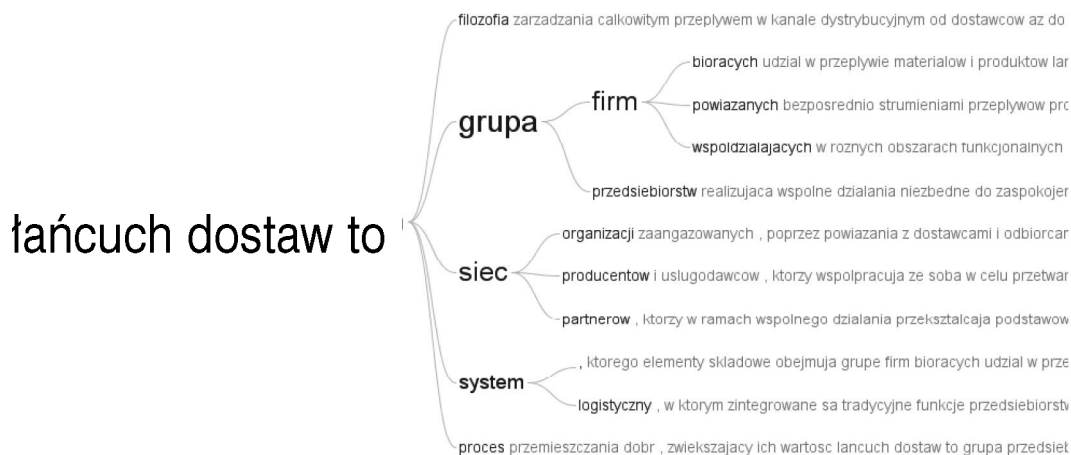 filozofia zarzadzania calkowitym przeplywem w kanale dystrybucyjnym od dostawcow az do
bioracych udzial w przeplywie materialow i produktow lar
firm
powiazanych bezposrednio strumieniami przeplywow pro
grupa
wspoldzialajacych w roznych obszarach funkcjonalnych
przedsiebiorstw realizujaca wspolne dzialania niezbedne do zaspokojer
łańcuch dostaw to
organizacji zaangazowanych , poprzez powiazania z dostawcami i odbiorcar
siec
producentow i uslugodawcow , ktorzy wspolpracuja ze soba w celu przetwar
partnerow , ktorzy w ramach wspolnego dzialania przeksztalcaja podstawow
, ktorego elementy skladowe obejmuja grupe firm bioracych udzial w prze
system
logistyczny , w ktorym zintegrowane sa tradycyjne funkcje przedsiebiorstw
proces przemieszczania dobr , zwiekszajacy ich wartosc lancuch dostaw to grupa przedsieb